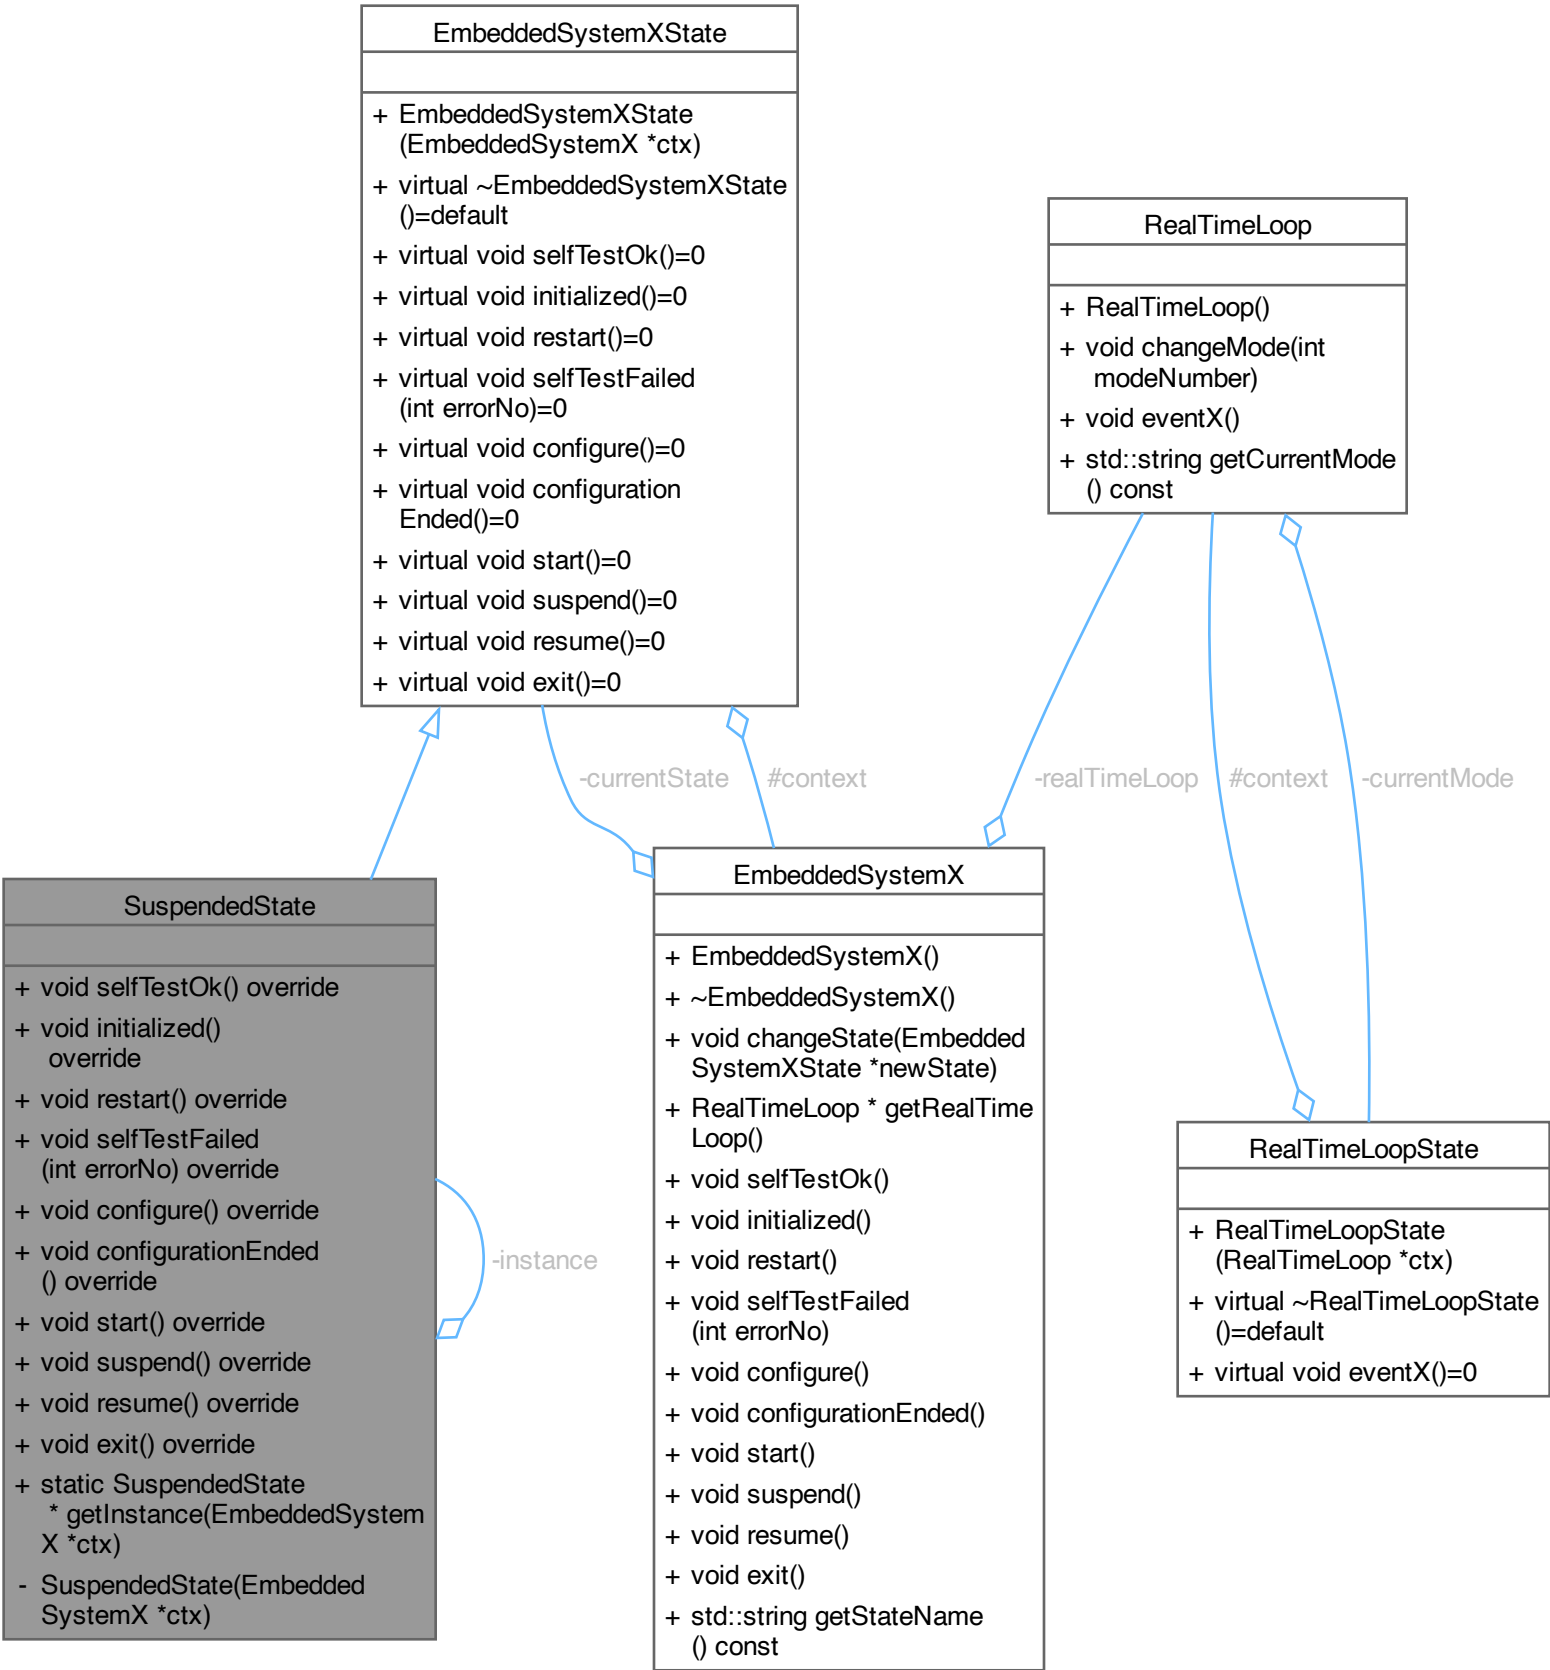 EmbeddedSystemXState
+ EmbeddedSystemXState
(EmbeddedSystemX *ctx)
+ virtual ~EmbeddedSystemXState
()=default
+ virtual void selfTestOk()=0
+ virtual void initialized()=0
+ virtual void restart()=0
+ virtual void selfTestFailed
(int errorNo)=0
+ virtual void configure()=0
+ virtual void configuration
Ended()=0
+ virtual void start()=0
+ virtual void suspend()=0
+ virtual void resume()=0
+ virtual void exit()=0
RealTimeLoop
+ RealTimeLoop()
+ void changeMode(int
modeNumber)
+ void eventX()
+ std::string getCurrentMode
() const
-currentState
#context
-realTimeLoop
#context
-currentMode
SuspendedState
+ void selfTestOk() override
+ void initialized()
override
+ void restart() override
+ void selfTestFailed
(int errorNo) override
+ void configure() override
+ void configurationEnded
() override
+ void start() override
+ void suspend() override
+ void resume() override
+ void exit() override
+ static SuspendedState
* getInstance(EmbeddedSystem
X *ctx)
- SuspendedState(Embedded
SystemX *ctx)
-instance
EmbeddedSystemX
+ EmbeddedSystemX()
+ ~EmbeddedSystemX()
+ void changeState(Embedded
SystemXState *newState)
+ RealTimeLoop * getRealTime
Loop()
+ void selfTestOk()
+ void initialized()
+ void restart()
+ void selfTestFailed
(int errorNo)
+ void configure()
+ void configurationEnded()
+ void start()
+ void suspend()
+ void resume()
+ void exit()
+ std::string getStateName
() const
RealTimeLoopState
+ RealTimeLoopState
(RealTimeLoop *ctx)
+ virtual ~RealTimeLoopState
()=default
+ virtual void eventX()=0